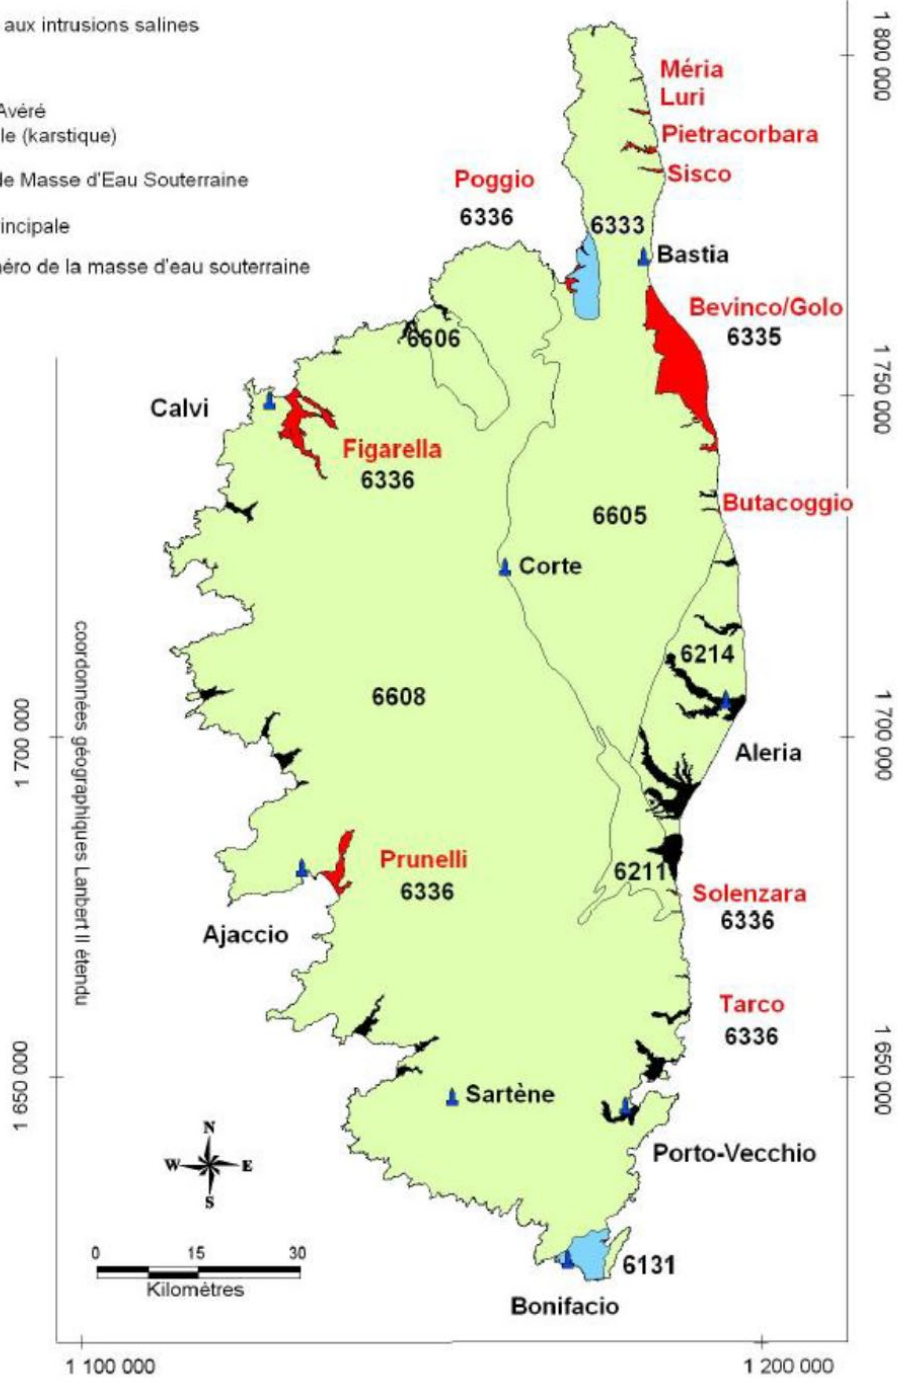 aux intrusions salines
Avéré
le (karstique)
de Masse d'Eau Souterraine
incipale
néro de la masse d'eau souterraine
1 800 000
Méria
Luri
Pietracorbara
Sisco
Poggio
6336
6333
Bastia
Bevinco/Golo
6335
6606
1 750 000
Calvi
Figarella
6336
Butacoggio
6605
Corte
coordonnées géographiques Lanbert II étendu
6214
6608
1 700 000
1 700 000
Aleria
Prunelli
6336
6211
Solenzara
6336
Ajaccio
Tarco
6336
1 650 000
1 650 000
Sartène
N
W
E
S
Porto-Vecchio
0 15 30
Kilomètres
6131
Bonifacio
1 100 000
1 200 000